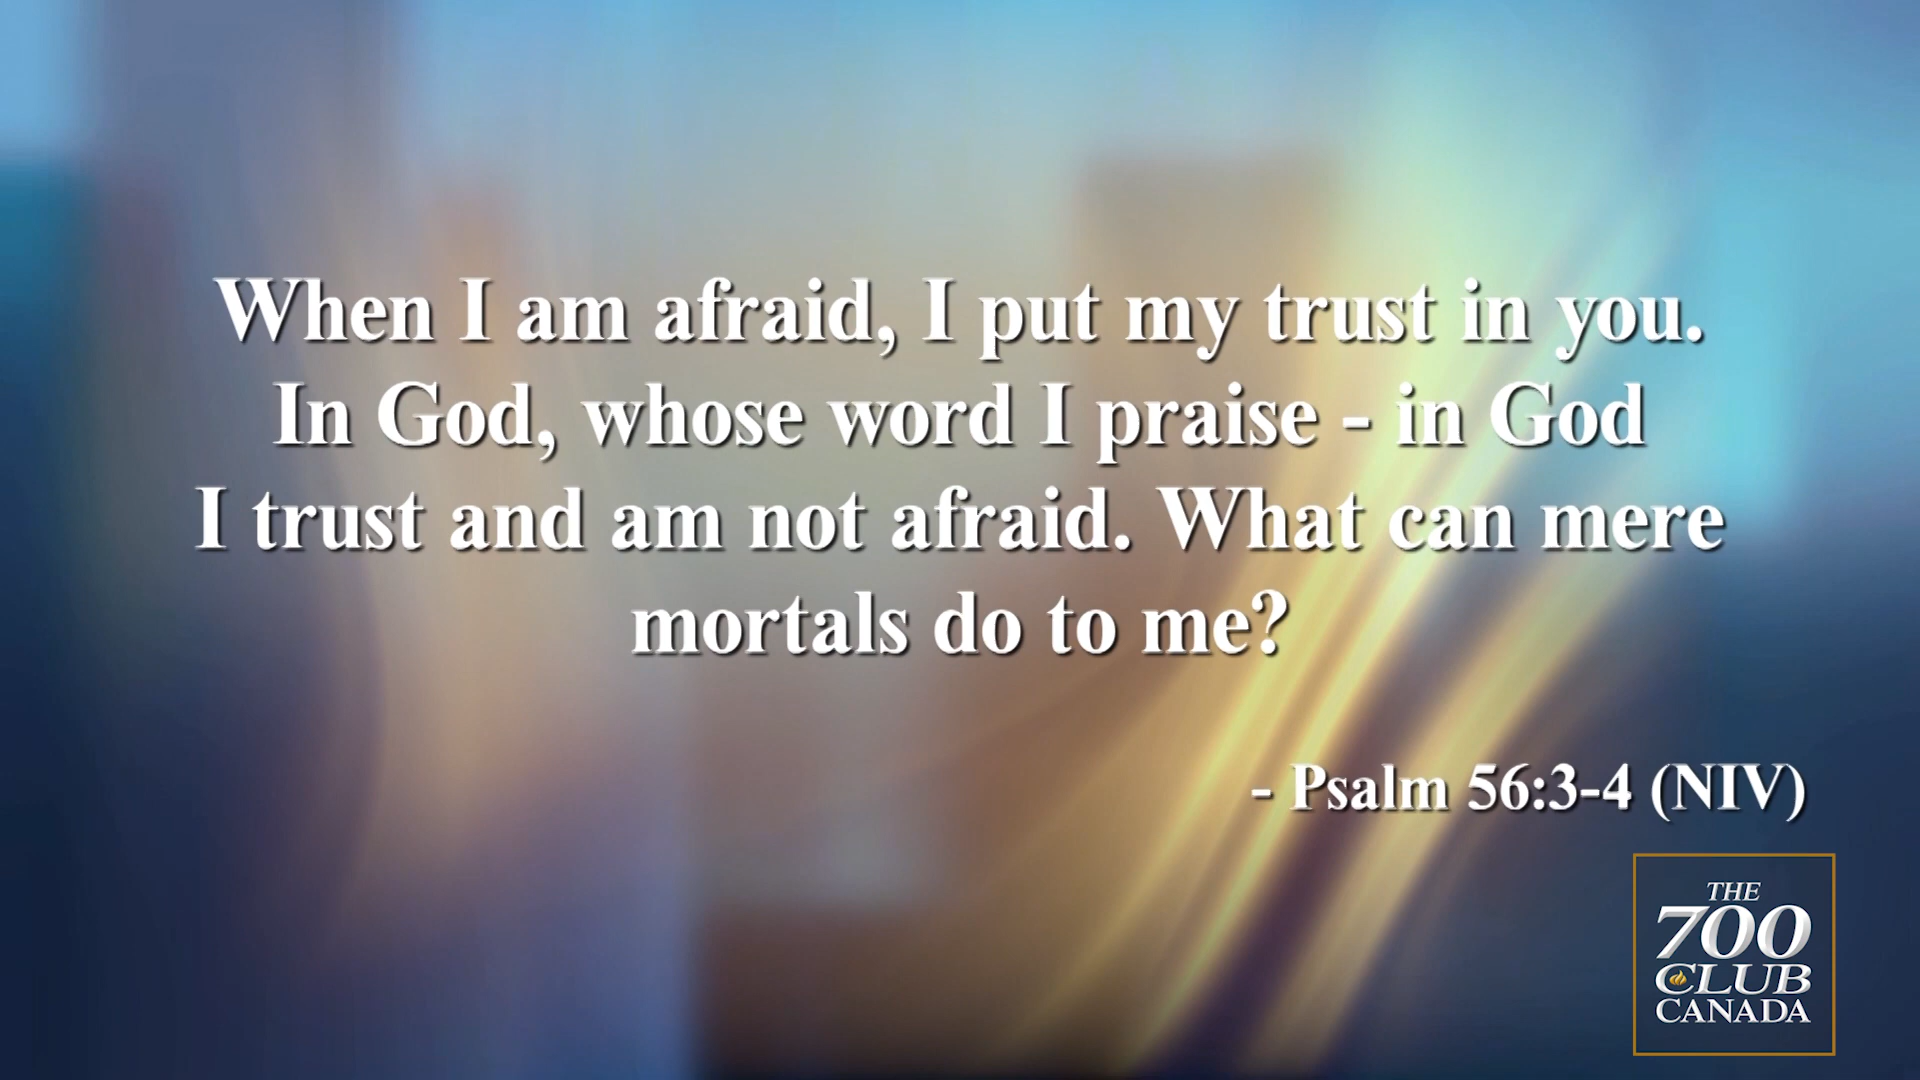 When I am afraid, I put my trust in you.
In God, whose word I praise - in God
I trust and am not afraid. What can mere
mortals do to me?
- Psalm 56:3-4 (NIV)
THE
700
CLUB
CANADA